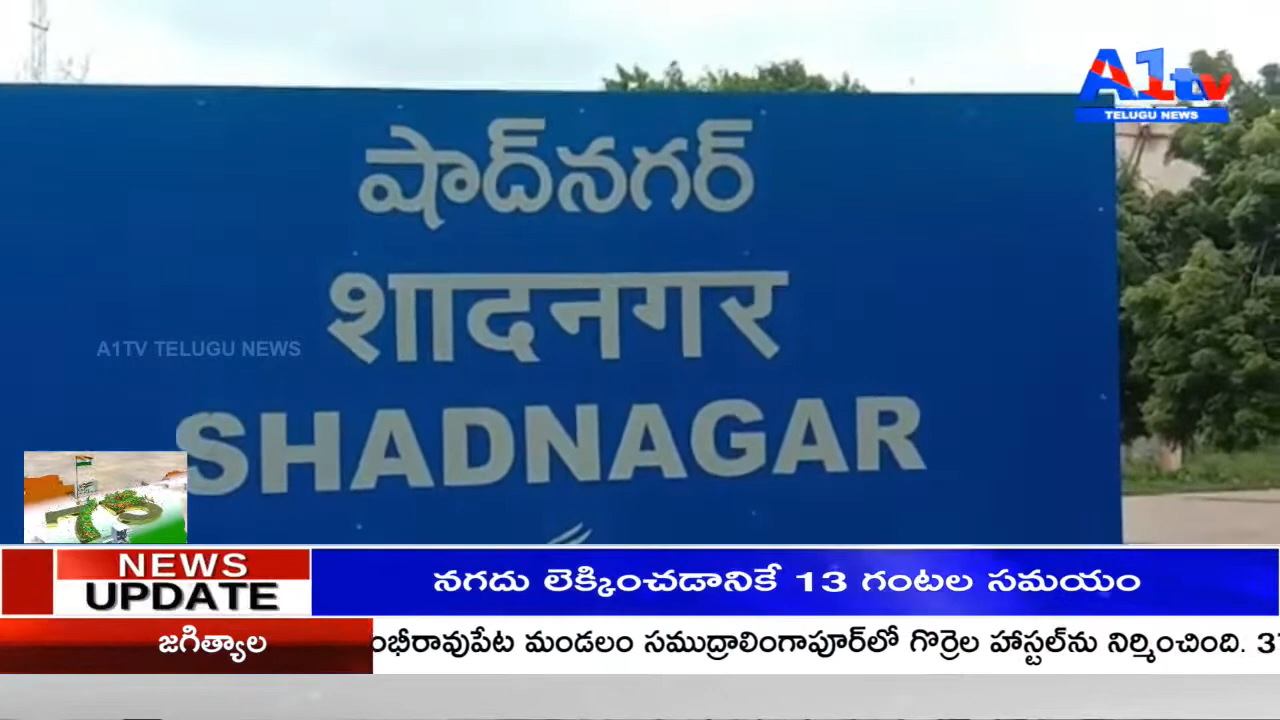 A1tv
TELUGU NEWS
షాద్‌నగర్
शादनगर
A1TV TELUGU NEWS
SHADNAGAR
NEWS
UPDATE
నగదు లెక్కించడానికే 13 గంటల సమయం
జగిత్యాల
ంభీరావుపేట మండలం సముద్రాలింగాపూర్‌లో గొర్రెల హాస్టల్‌ను నిర్మించింది. 37